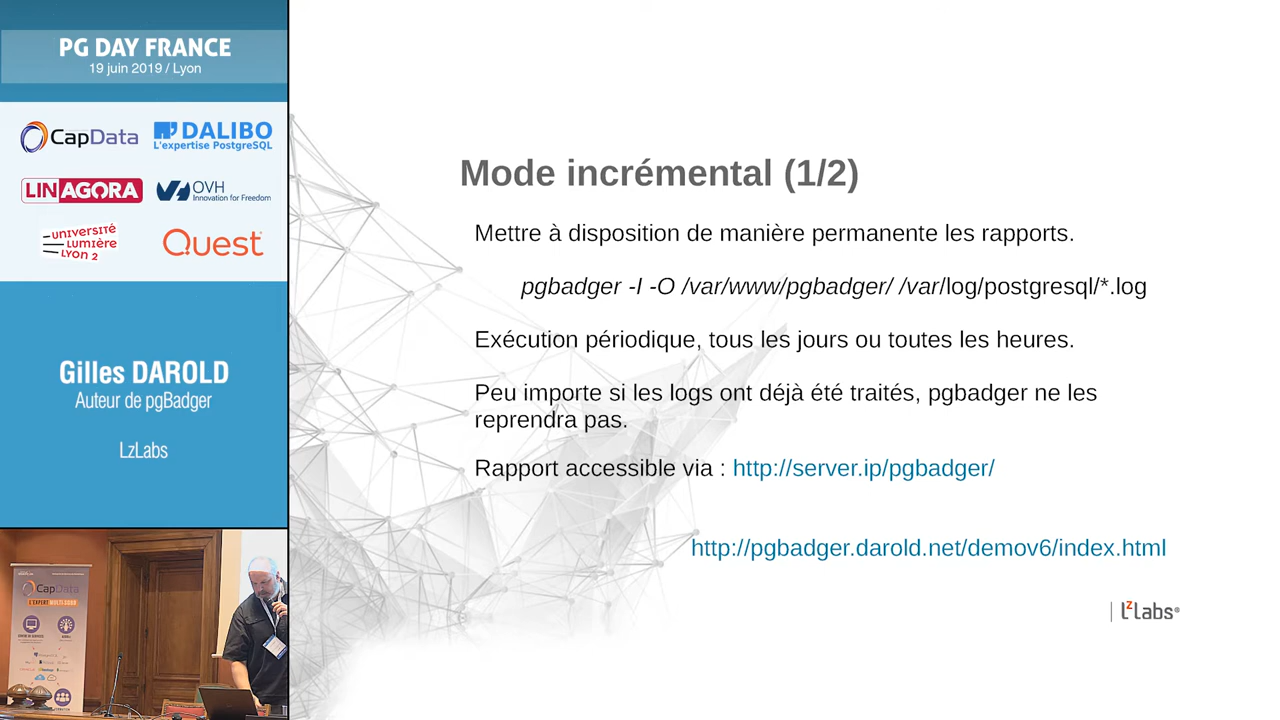 PG DAY FRANCE
19 juin 2019 / Lyon
CapData
DALIBO
L'expertise PostgreSQL
LINAGORA
OVH
Innovation for Freedom
UNIVERSITÉ
LUMIÈRE
LYON 2
Quest
Gilles DAROLD
Auteur de pgBadger
LzLabs
CapData
L'EXPERT MULTI-BASE
Mode incrémental (1/2)
Mettre à disposition de manière permanente les rapports.
pgbadger -I -O /var/www/pgbadger/ /var/log/postgresql/*.log
Exécution périodique, tous les jours ou toutes les heures.
Peu importe si les logs ont déjà été traités, pgbadger ne les
reprendra pas.
Rapport accessible via : http://server.ip/pgbadger/
http://pgbadger.darold.net/demov6/index.html
LzLabs®